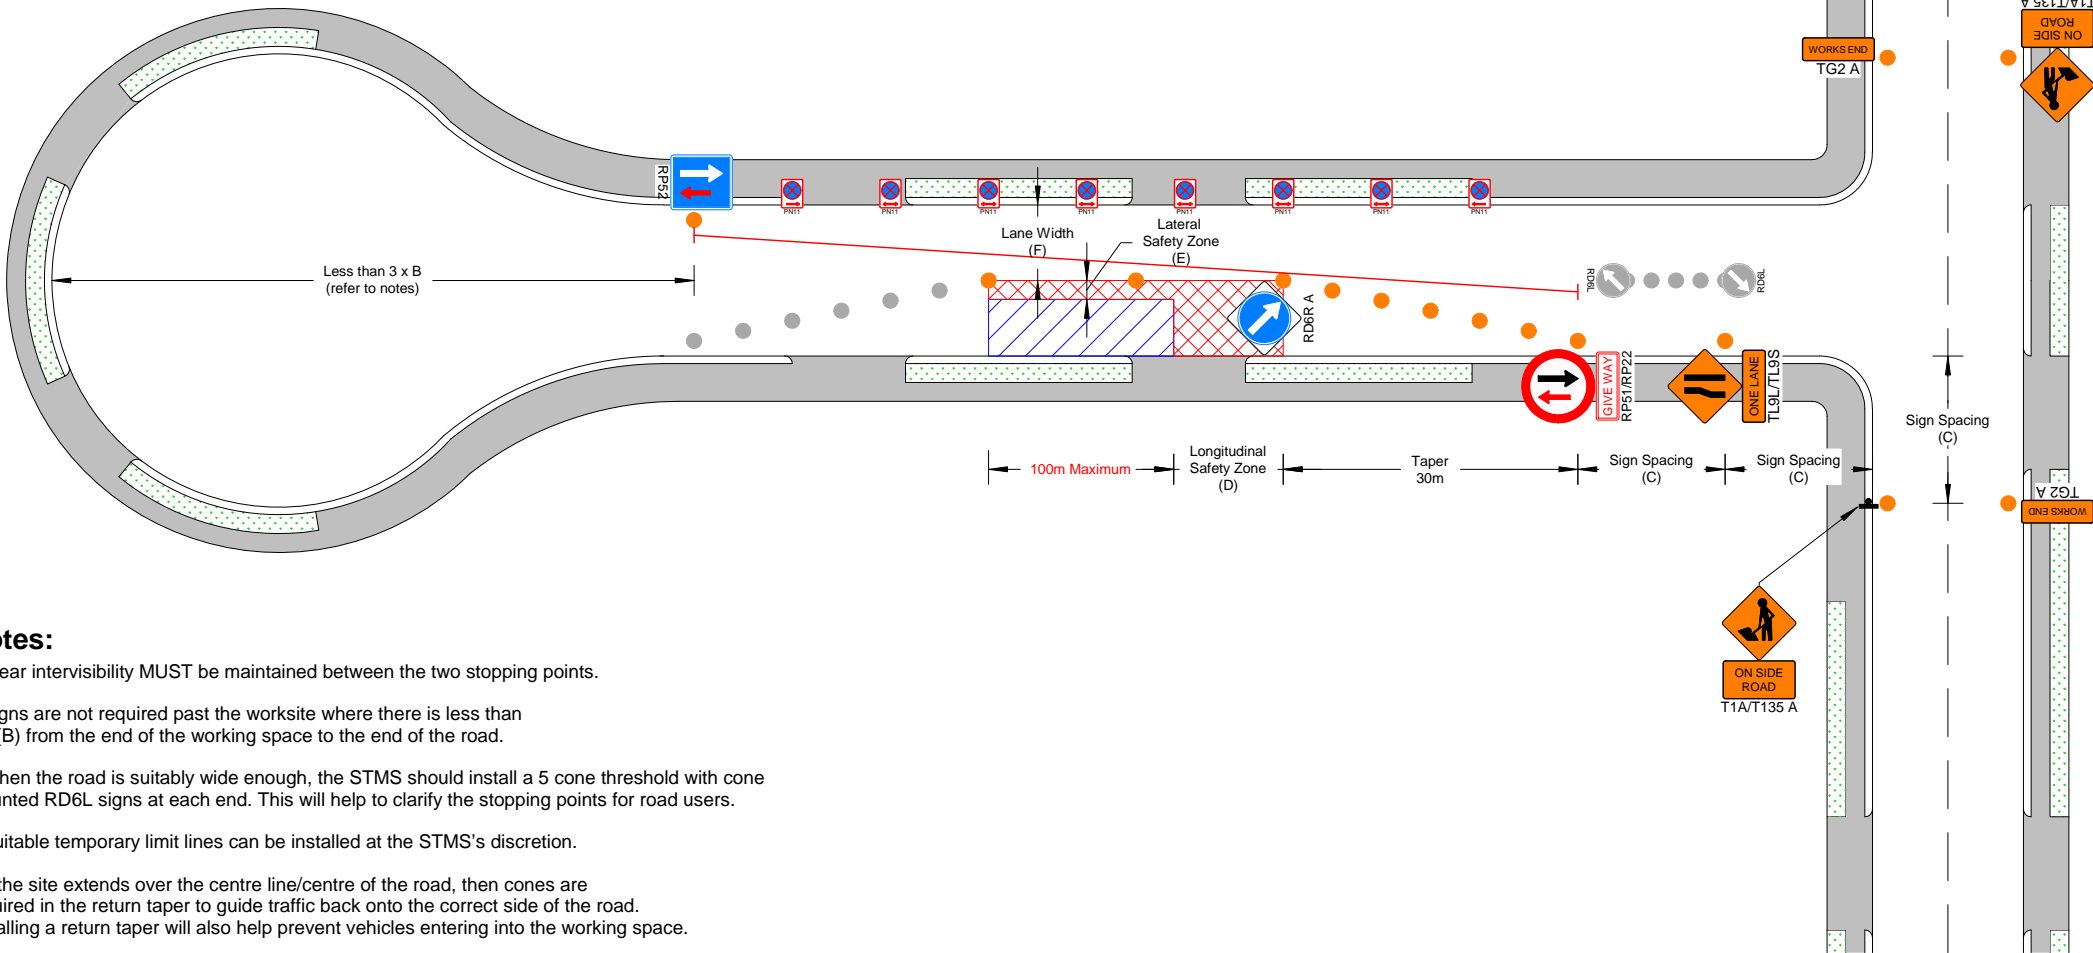 T1A/T135 A
ON SIDE
ROAD
WORKS END
TG2 A
RP52
PN11
PN11
PN11
PN11
PN11
PN11
PN11
PN11
Lane Width
(F)
Lateral
Safety Zone
(E)
Less than 3 x B
(refer to notes)
RD6L
RD9L
RD6R A
GIVE WAY
RP51/RP22
ONE LANE
TL9L/TL9S
Sign Spacing
(C)
100m Maximum
Longitudinal
Safety Zone
(D)
Taper
30m
Sign Spacing
(C)
Sign Spacing
(C)
TG2 A
WORKS END
ON SIDE
ROAD
T1A/T135 A
otes:
ear intervisibility MUST be maintained between the two stopping points.
gns are not required past the worksite where there is less than
(B) from the end of the working space to the end of the road.
hen the road is suitably wide enough, the STMS should install a 5 cone threshold with cone
unted RD6L signs at each end. This will help to clarify the stopping points for road users.
uitable temporary limit lines can be installed at the STMS's discretion.
the site extends over the centre line/centre of the road, then cones are
uired in the return taper to guide traffic back onto the correct side of the road.
alling a return taper will also help prevent vehicles entering into the working space.